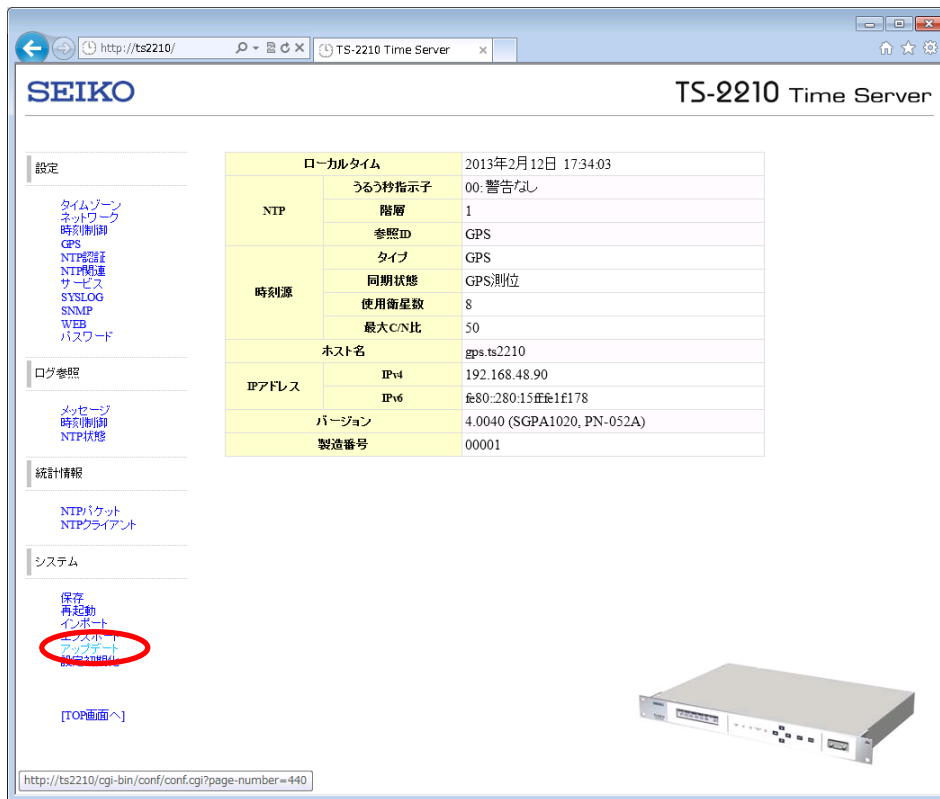 http://ts2210/
TS-2210 Time Server
SEIKO
TS-2210 Time Server
設定
タイムゾーン
ネットワーク
時刻制御
GPS
NTP認証
NTP関連
サービス
SYSLOG
SNMP
WEB
パスワード
ログ参照
メッセージ
時刻制御
NTP状態
統計情報
NTPパケット
NTPクライアント
システム
保存
再起動
インポート
エクスポート
アップデート
設定初期化
[TOP画面へ]
ローカルタイム 2013年2月12日 17:34:03
NTP うるう秒指示子 00: 警告なし
階層 1
参照ID GPS
時刻源 タイプ GPS
同期状態 GPS測位
使用衛星数 8
最大C/N比 50
ホスト名 gps.ts2210
IPアドレス IPv4 192.168.48.90
IPv6 fe80::280:15ff:fe1f:178
バージョン 4.0040 (SGPA1020, PN-052A)
製造番号 00001
SEIKO
http://ts2210/cgi-bin/conf/conf.cgi?page-number=440